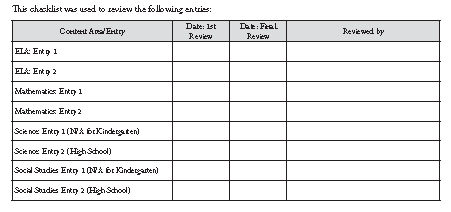 This checklist was used to review the following entries:
Content Area/Entry
Date: 1st Review
Date: Final Review
Reviewed by
ELA: Entry 1
ELA: Entry 2
Mathematics: Entry 1
Mathematics: Entry 2
Science: Entry 1 (N/A for Kindergarten)
Science: Entry 2 (High School)
Social Studies: Entry 1 (N/A for Kindergarten)
Social Studies: Entry 2 (High School)